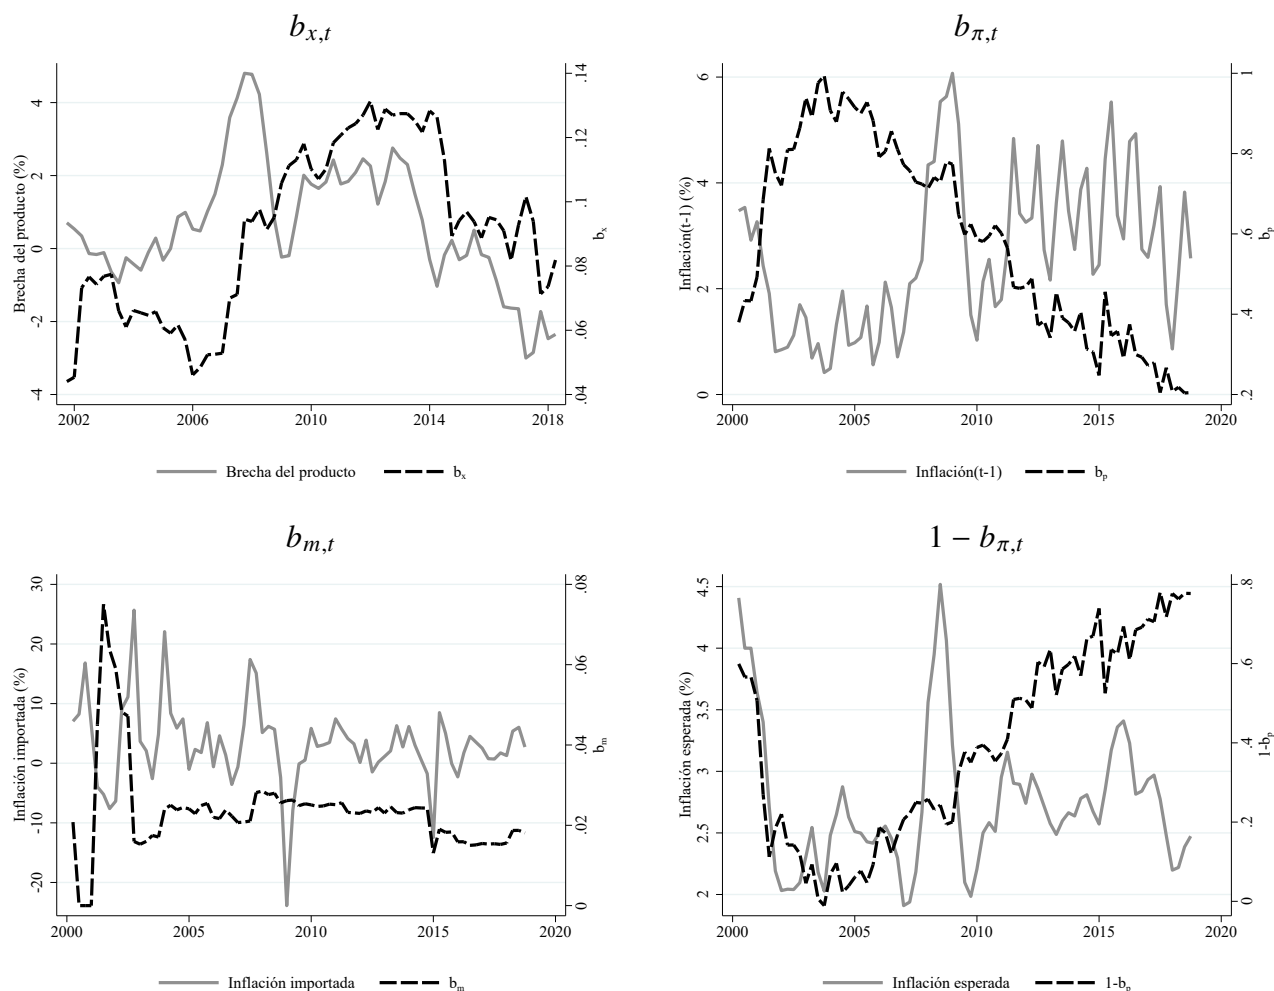 b_{x,t}
Brecha del producto (%)
4
2
0
-2
-4
.14
.12
.1
.08
.06
.04
b_x
2002 2006 2010 2014 2018
Brecha del producto b_x
b_{π,t}
Inflación(t-1) (%)
6
4
2
0
1
.8
.6
.4
.2
b_p
2000 2005 2010 2015 2020
Inflación(t-1) b_p
b_{m,t}
Inflación importada (%)
30
20
10
0
-10
-20
.08
.06
.04
.02
0
b_m
2000 2005 2010 2015 2020
Inflación importada b_m
1 − b_{π,t}
Inflación esperada (%)
4.5
4
3.5
3
2.5
2
.8
.6
.4
.2
0
1-b_p
2000 2005 2010 2015 2020
Inflación esperada 1-b_p